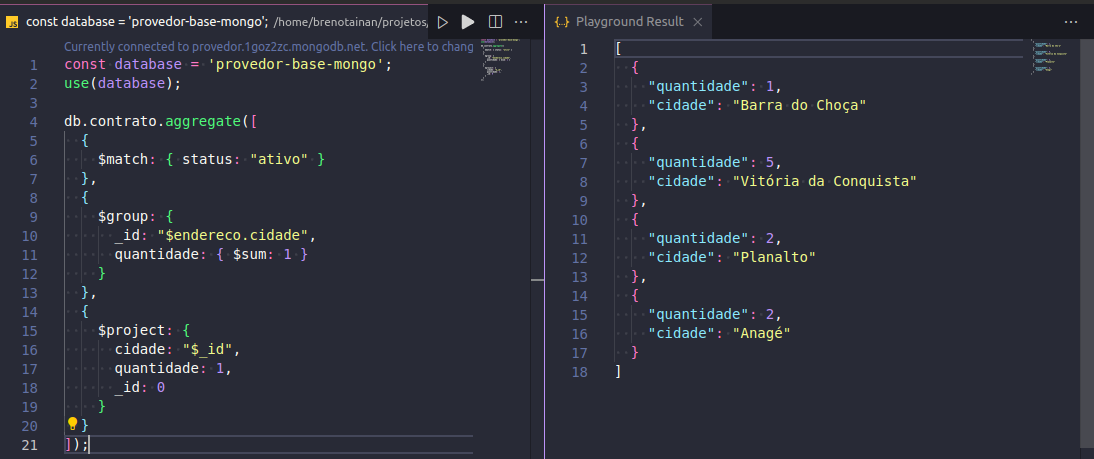 JS const database = 'provedor-base-mongo'; /home/brenotainan/projetos/
Currently connected to provedor.1goz2zc.mongodb.net. Click here to chang
1 const database = 'provedor-base-mongo';
2 use(database);
3
4 db.contrato.aggregate([
5 {
6 $match: { status: "ativo" }
7 },
8 {
9 $group: {
10 _id: "$endereco.cidade",
11 quantidade: { $sum: 1 }
12 }
13 },
14 {
15 $project: {
16 cidade: "$_id",
17 quantidade: 1,
18 _id: 0
19 }
20 }
21 ]);
{..} Playground Result
1 [
2 {
3 "quantidade": 1,
4 "cidade": "Barra do Choça"
5 },
6 {
7 "quantidade": 5,
8 "cidade": "Vitória da Conquista"
9 },
10 {
11 "quantidade": 2,
12 "cidade": "Planalto"
13 },
14 {
15 "quantidade": 2,
16 "cidade": "Anagé"
17 }
18 ]